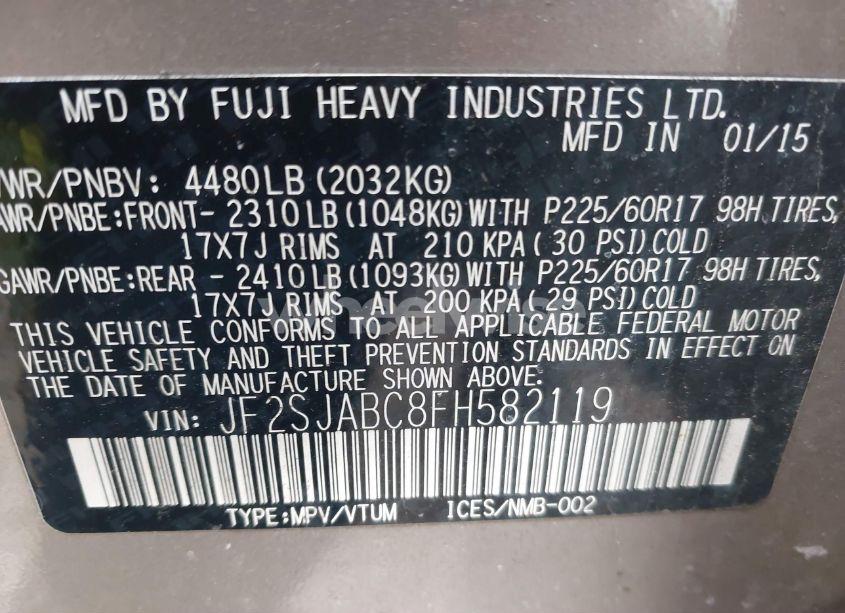 MFD BY FUJI HEAVY INDUSTRIES LTD.
MFD IN 01/15
VWR/PNBV: 4480LB (2032KG)
AWR/PNBE:FRONT- 2310LB (1048KG) WITH P225/60R17 98H TIRES,
17X7J RIMS AT 210 KPA ( 30 PSI) COLD
GAWR/PNBE:REAR - 2410LB (1093KG) WITH P225/60R17 98H TIRES,
17X7J RIMS AT 200 KPA ( 29 PSI) COLD
THIS VEHICLE CONFORMS TO ALL APPLICABLE FEDERAL MOTOR
VEHICLE SAFETY AND THEFT PREVENTION STANDARDS IN EFFECT ON
THE DATE OF MANUFACTURE SHOWN ABOVE.
VIN: JF2SJABC8FH582119
TYPE:MPV/VTUM ICES/NMB-002